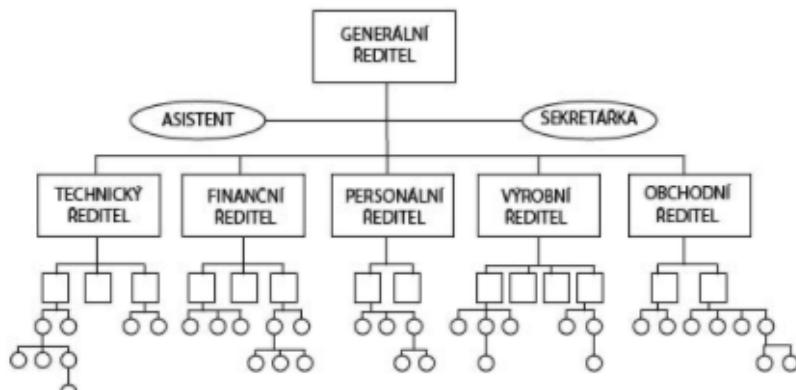 GENERÁLNÍ
ŘEDITEL
ASISTENT
SEKRETÁŘKA
TECHNICKÝ
ŘEDITEL
FINANČNÍ
ŘEDITEL
PERSONÁLNÍ
ŘEDITEL
VÝROBNÍ
ŘEDITEL
OBCHODNÍ
ŘEDITEL